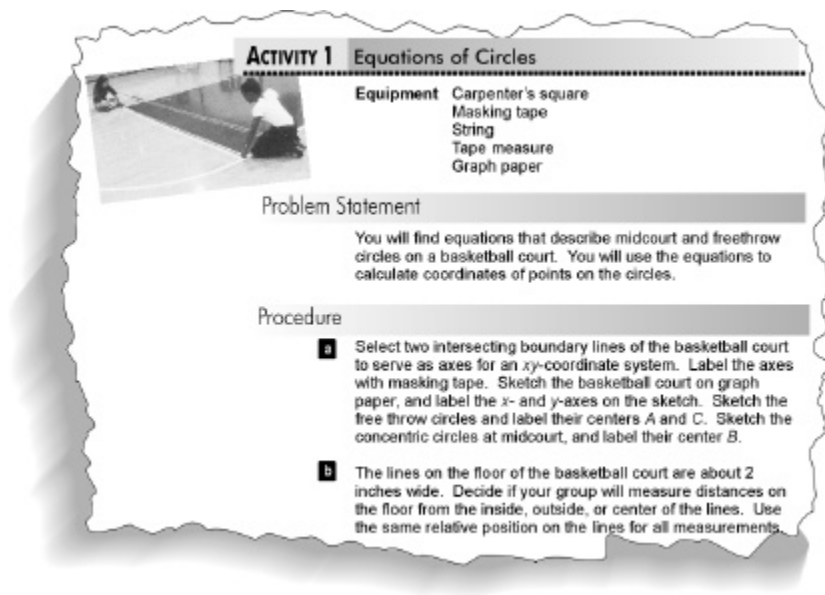 ACTIVITY 1 Equations of Circles
Equipment Carpenter's square
Masking tape
String
Tape measure
Graph paper
Problem Statement
You will find equations that describe midcourt and freethrow
circles on a basketball court. You will use the equations to
calculate coordinates of points on the circles.
Procedure
a Select two intersecting boundary lines of the basketball court
to serve as axes for an xy-coordinate system. Label the axes
with masking tape. Sketch the basketball court on graph
paper, and label the x- and y-axes on the sketch. Sketch the
free throw circles and label their centers A and C. Sketch the
concentric circles at midcourt, and label their center B.
b The lines on the floor of the basketball court are about 2
inches wide. Decide if your group will measure distances on
the floor from the inside, outside, or center of the lines. Use
the same relative position on the lines for all measurements.